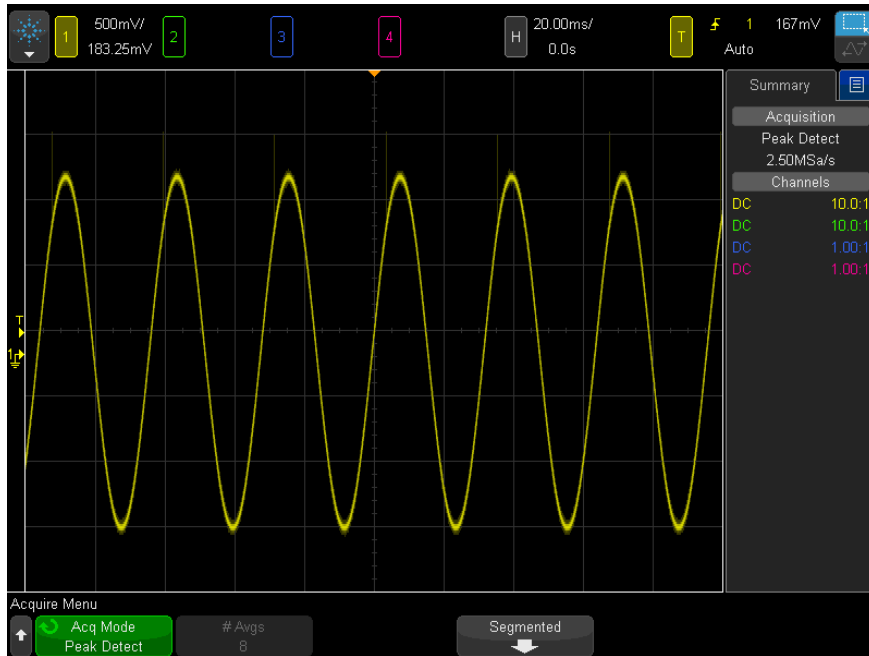 1 500mV/ 183.25mV
2
3
4
H 20.00ms/ 0.0s
T 1 167mV Auto
Summary
Acquisition
Peak Detect
2.50MSa/s
Channels
DC 10.0:1
DC 10.0:1
DC 1.00:1
DC 1.00:1
T
1
Acquire Menu
Acq Mode
Peak Detect
# Avgs
8
Segmented